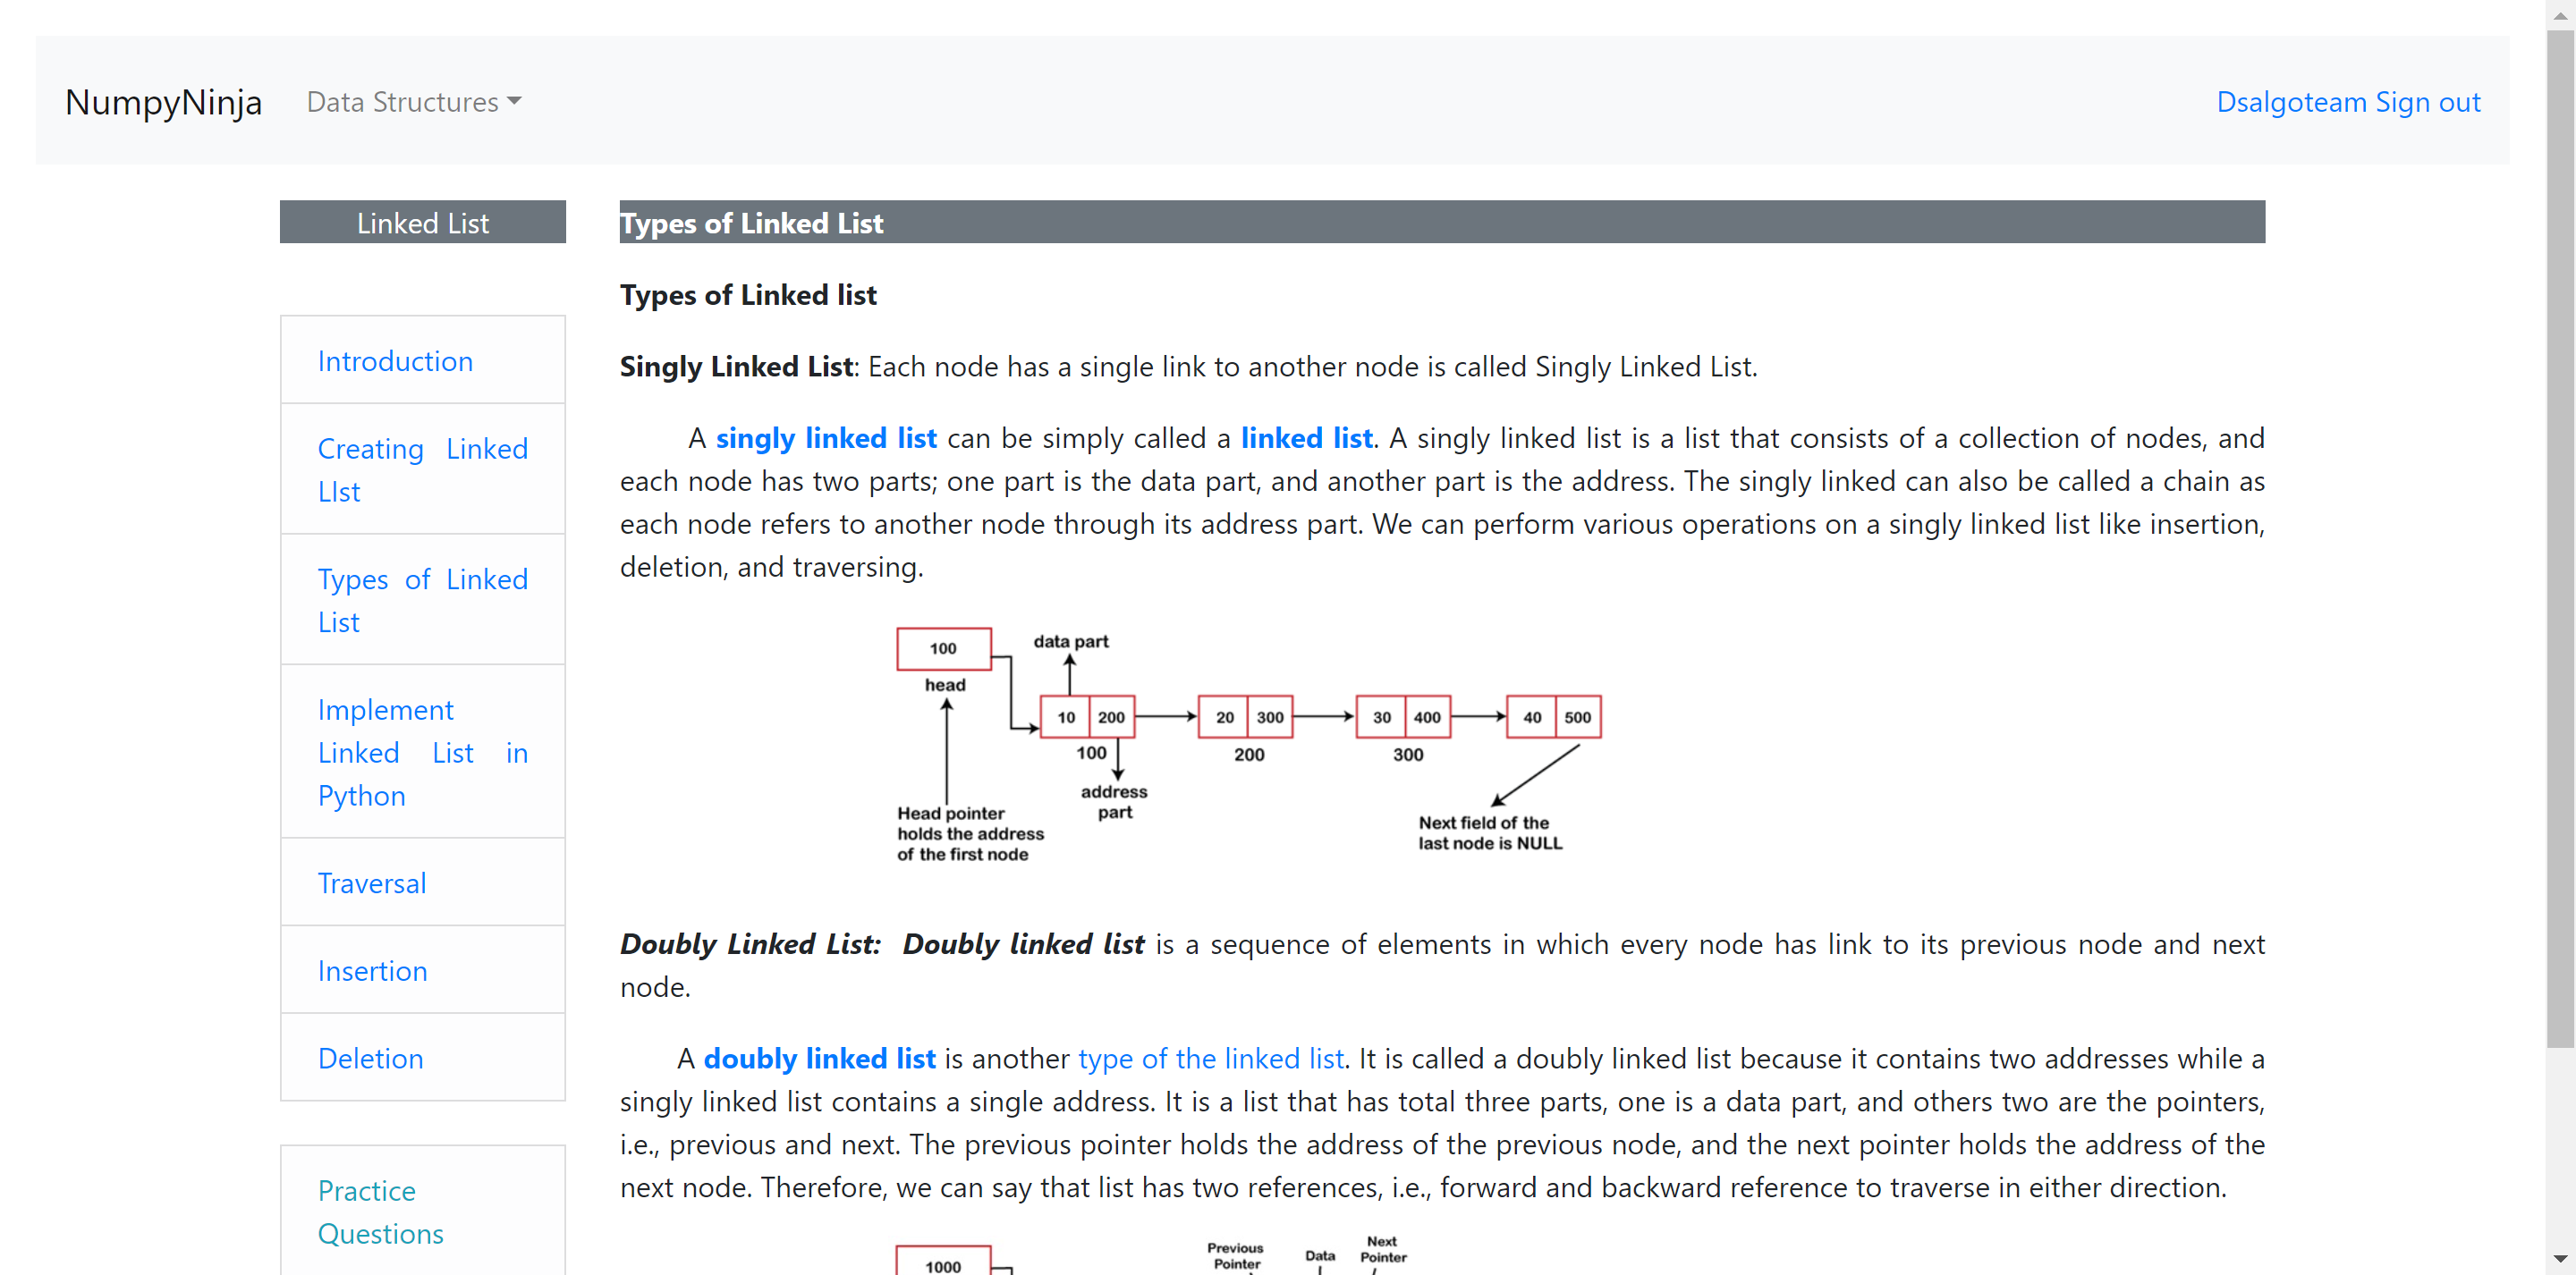 NumpyNinja
Data Structures
Dsalgoteam Sign out
Linked List
Introduction
Creating Linked
LIst
Types of Linked
List
Implement
Linked List in
Python
Traversal
Insertion
Deletion
Practice
Questions
Types of Linked List
Types of Linked list
Singly Linked List: Each node has a single link to another node is called Singly Linked List.
A singly linked list can be simply called a linked list. A singly linked list is a list that consists of a collection of nodes, and
each node has two parts; one part is the data part, and another part is the address. The singly linked can also be called a chain as
each node refers to another node through its address part. We can perform various operations on a singly linked list like insertion,
deletion, and traversing.
100
data part
head
10 200
20 300
30 400
40 500
100
200
300
address
part
Head pointer
holds the address
of the first node
Next field of the
last node is NULL
Doubly Linked List: Doubly linked list is a sequence of elements in which every node has link to its previous node and next
node.
A doubly linked list is another type of the linked list. It is called a doubly linked list because it contains two addresses while a
singly linked list contains a single address. It is a list that has total three parts, one is a data part, and others two are the pointers,
i.e., previous and next. The previous pointer holds the address of the previous node, and the next pointer holds the address of the
next node. Therefore, we can say that list has two references, i.e., forward and backward reference to traverse in either direction.
1000
Previous
Pointer
Data
Next
Pointer